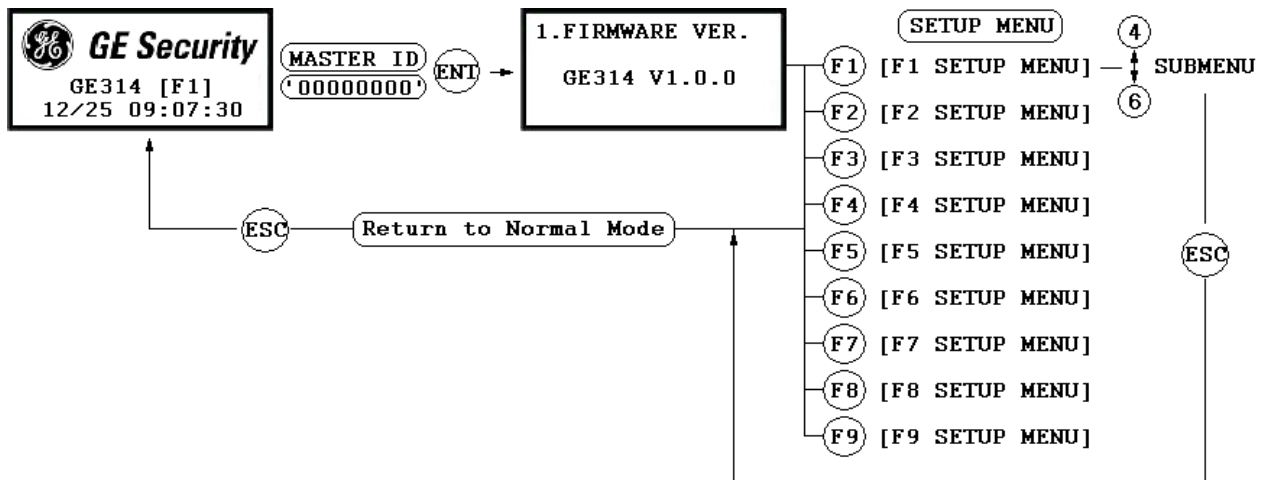 GE Security
GE314 [F1]
12/25 09:07:30
MASTER ID
'00000000'
ENT
1.FIRMWARE VER.
GE314 V1.0.0
SETUP MENU
F1 [F1 SETUP MENU]
4
6
SUBMENU
F2 [F2 SETUP MENU]
F3 [F3 SETUP MENU]
F4 [F4 SETUP MENU]
F5 [F5 SETUP MENU]
F6 [F6 SETUP MENU]
F7 [F7 SETUP MENU]
F8 [F8 SETUP MENU]
F9 [F9 SETUP MENU]
ESC
Return to Normal Mode
ESC